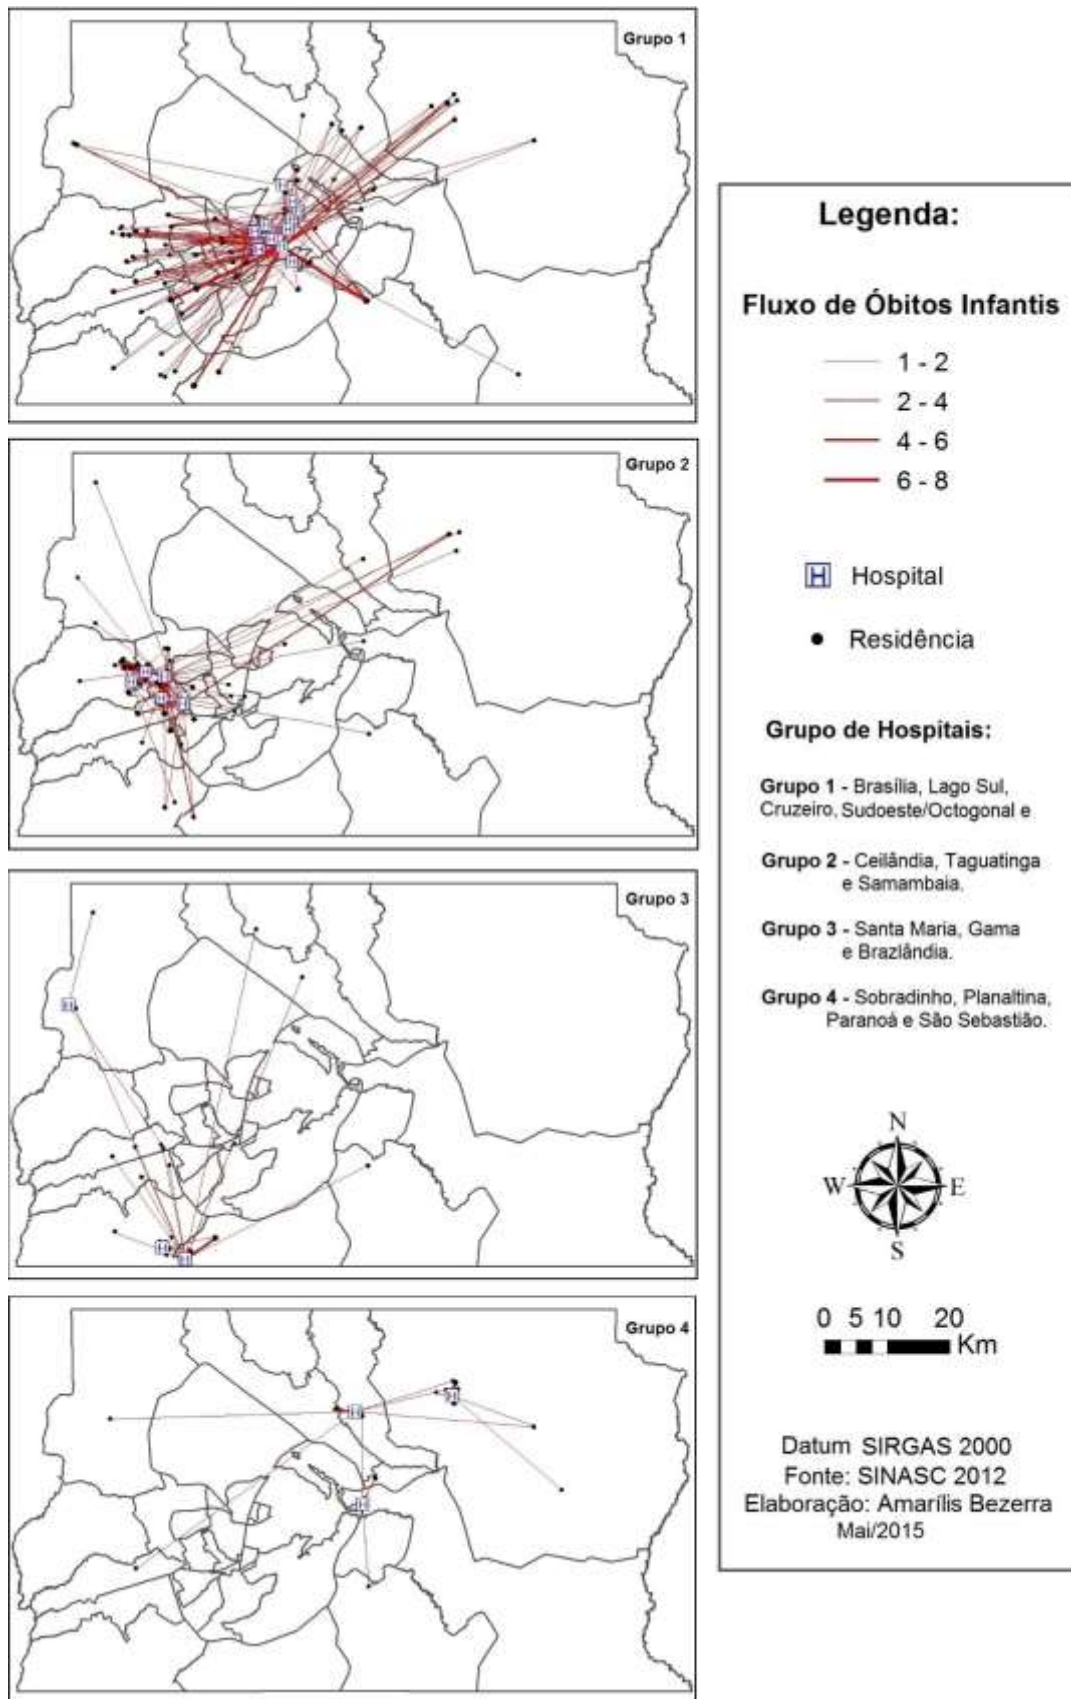 Grupo 1
Grupo 2
Grupo 3
Grupo 4
Legenda:
Fluxo de Óbitos Infantis
1 - 2
2 - 4
4 - 6
6 - 8
H Hospital
Residência
Grupo de Hospitais:
Grupo 1 - Brasília, Lago Sul,
Cruzeiro, Sudoeste/Octogonal e
Grupo 2 - Ceilândia, Taguatinga
e Samambaia.
Grupo 3 - Santa Maria, Gama
e Brazlândia.
Grupo 4 - Sobradinho, Planaltina,
Paranoá e São Sebastião.
N
W E
S
0 5 10 20
Km
Datum SIRGAS 2000
Fonte: SINASC 2012
Elaboração: Amarílis Bezerra
Mai/2015